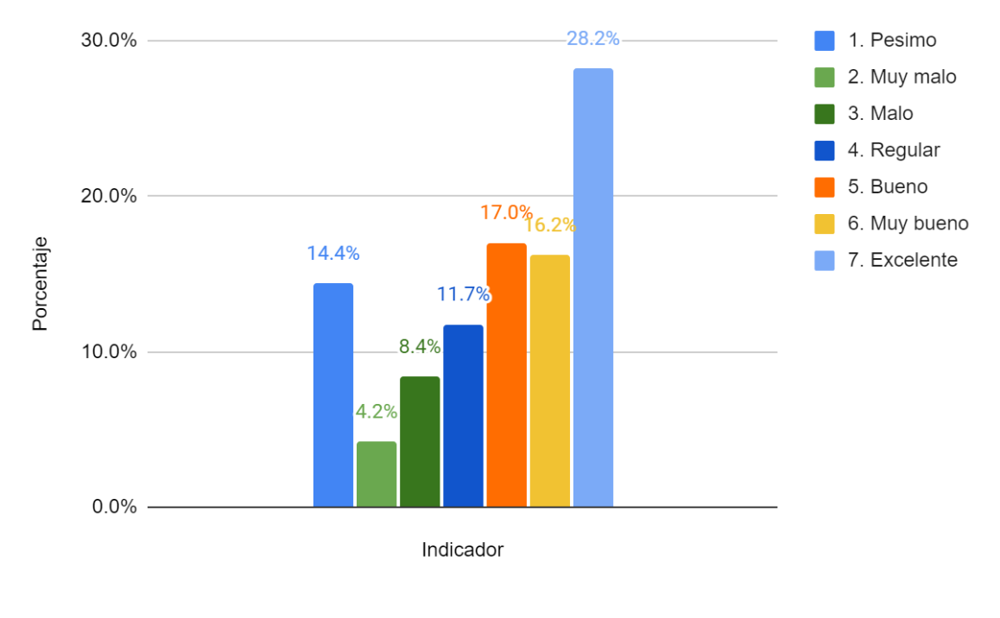 30.0%
20.0%
10.0%
0.0%
Porcentaje
14.4%
4.2%
8.4%
11.7%
17.0%
16.2%
28.2%
Indicador
1. Pesimo
2. Muy malo
3. Malo
4. Regular
5. Bueno
6. Muy bueno
7. Excelente